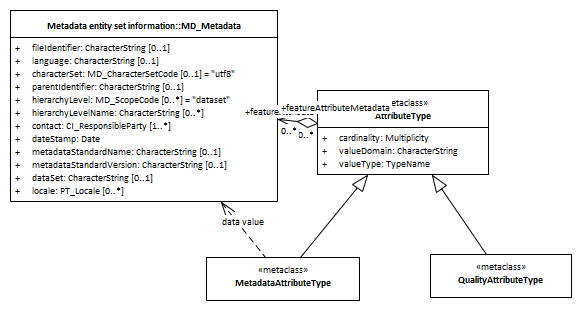 Metadata entity set information::MD_Metadata
+ fileIdentifier: CharacterString [0..1]
+ language: CharacterString [0..1]
+ characterSet: MD_CharacterSetCode [0..1] = "utf8"
+ parentIdentifier: CharacterString [0..1]
+ hierarchyLevel: MD_ScopeCode [0..*] = "dataset"
+ hierarchyLevelName: CharacterString [0..*]
+ contact: CI_ResponsibleParty [1..*]
+ dateStamp: Date
+ metadataStandardName: CharacterString [0..1]
+ metadataStandardVersion: CharacterString [0..1]
+ dataSet: CharacterString [0..1]
+ locale: PT_Locale [0..*]
+featureAttributeMetadata
0..*
0..*
AttributeType
+ cardinality: Multiplicity
+ valueDomain: CharacterString
+ valueType: TypeName
data value
«metaclass»
MetadataAttributeType
«metaclass»
QualityAttributeType